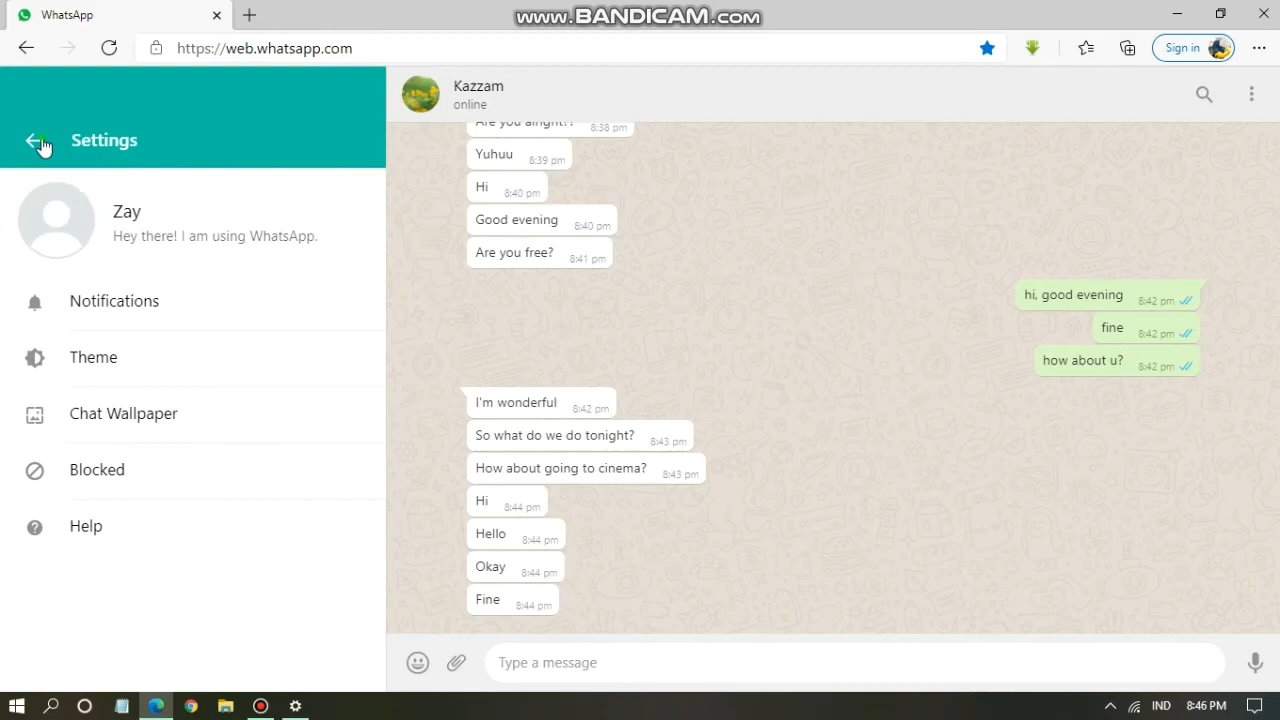 WhatsApp
www.BANDICAM.com
https://web.whatsapp.com
Sign in
Settings
Zay
Hey there! I am using WhatsApp.
Notifications
Theme
Chat Wallpaper
Blocked
Help
Kazzam
online
Are you alright?? 8:38 pm
Yuhuu 8:39 pm
Hi 8:40 pm
Good evening 8:40 pm
Are you free? 8:41 pm
hi, good evening 8:42 pm
fine 8:42 pm
how about u? 8:42 pm
I'm wonderful 8:42 pm
So what do we do tonight? 8:43 pm
How about going to cinema? 8:43 pm
Hi 8:44 pm
Hello 8:44 pm
Okay 8:44 pm
Fine 8:44 pm
Type a message
IND 8:46 PM